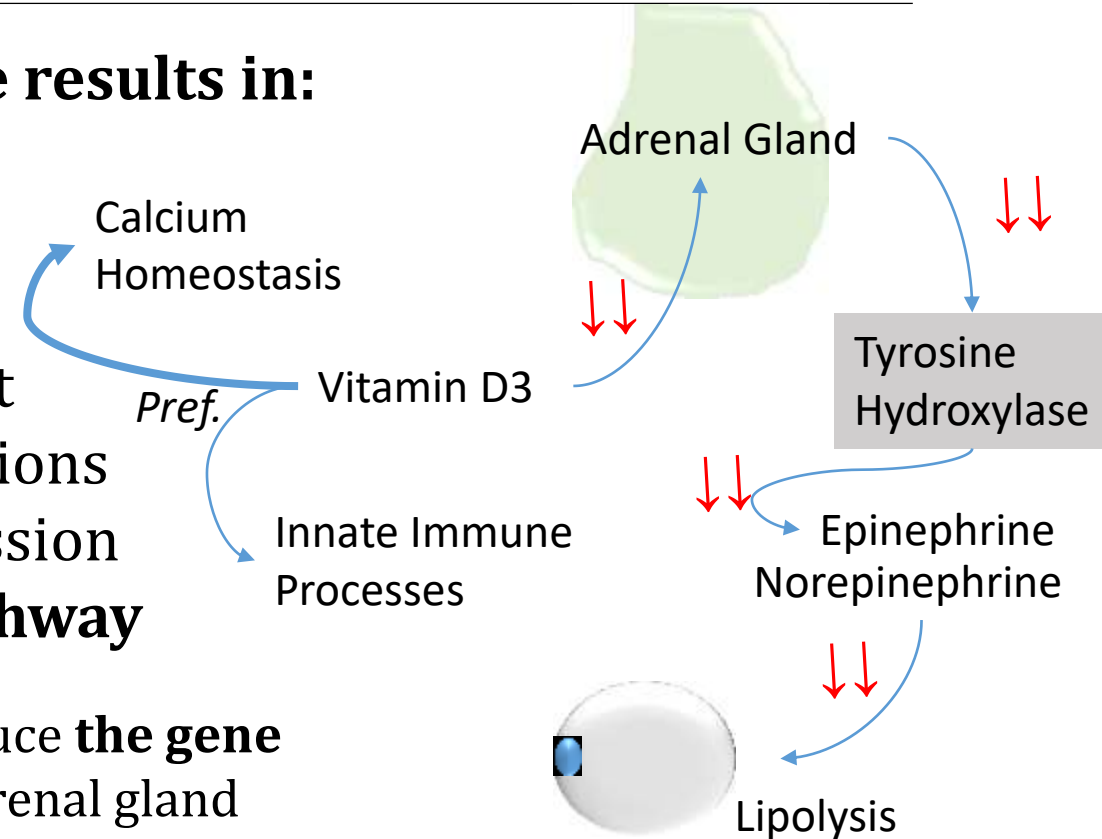 e results in:
Adrenal Gland
Calcium
Homeostasis
Tyrosine
Hydroxylase
Vitamin D3
Pref.
t
ions
ssion
hway
Innate Immune
Processes
Epinephrine
Norepinephrine
uce the gene
renal gland
Lipolysis